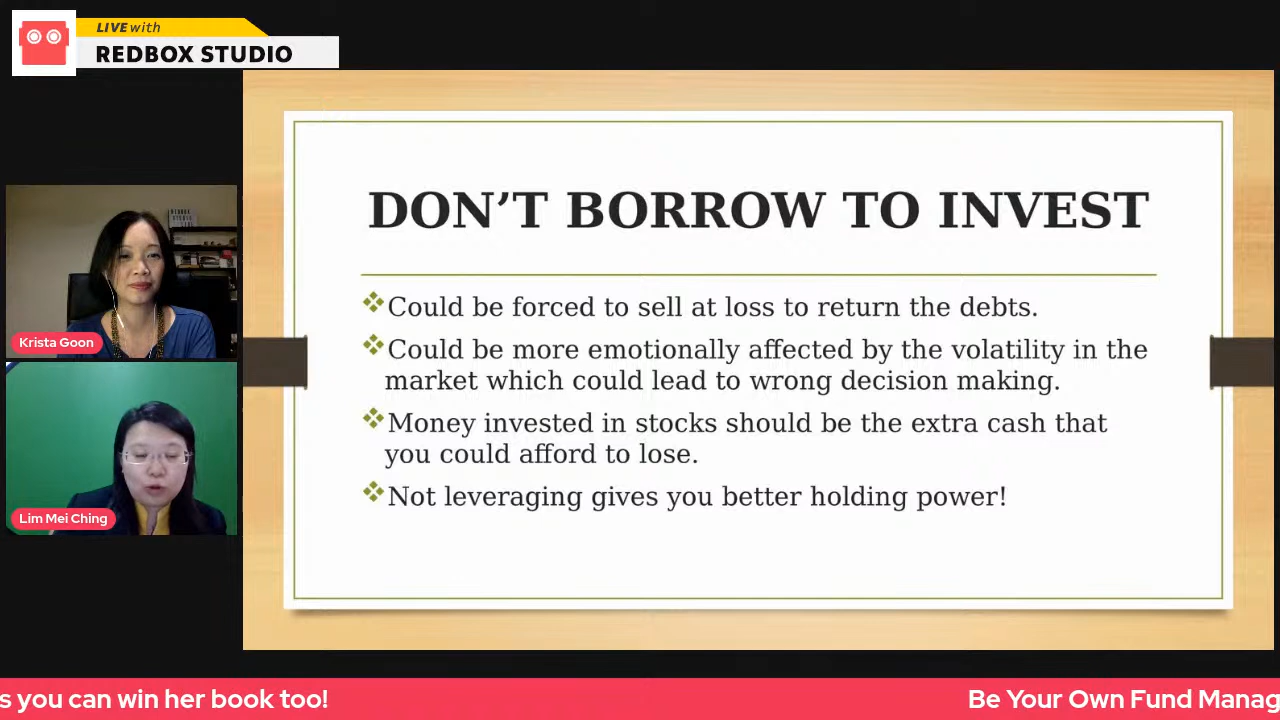 LIVE with
REDBOX STUDIO
DON’T BORROW TO INVEST
❖Could be forced to sell at loss to return the debts.
❖Could be more emotionally affected by the volatility in the
market which could lead to wrong decision making.
❖Money invested in stocks should be the extra cash that
you could afford to lose.
❖Not leveraging gives you better holding power!
Krista Goon
Lim Mei Ching
s you can win her book too!
Be Your Own Fund Manag